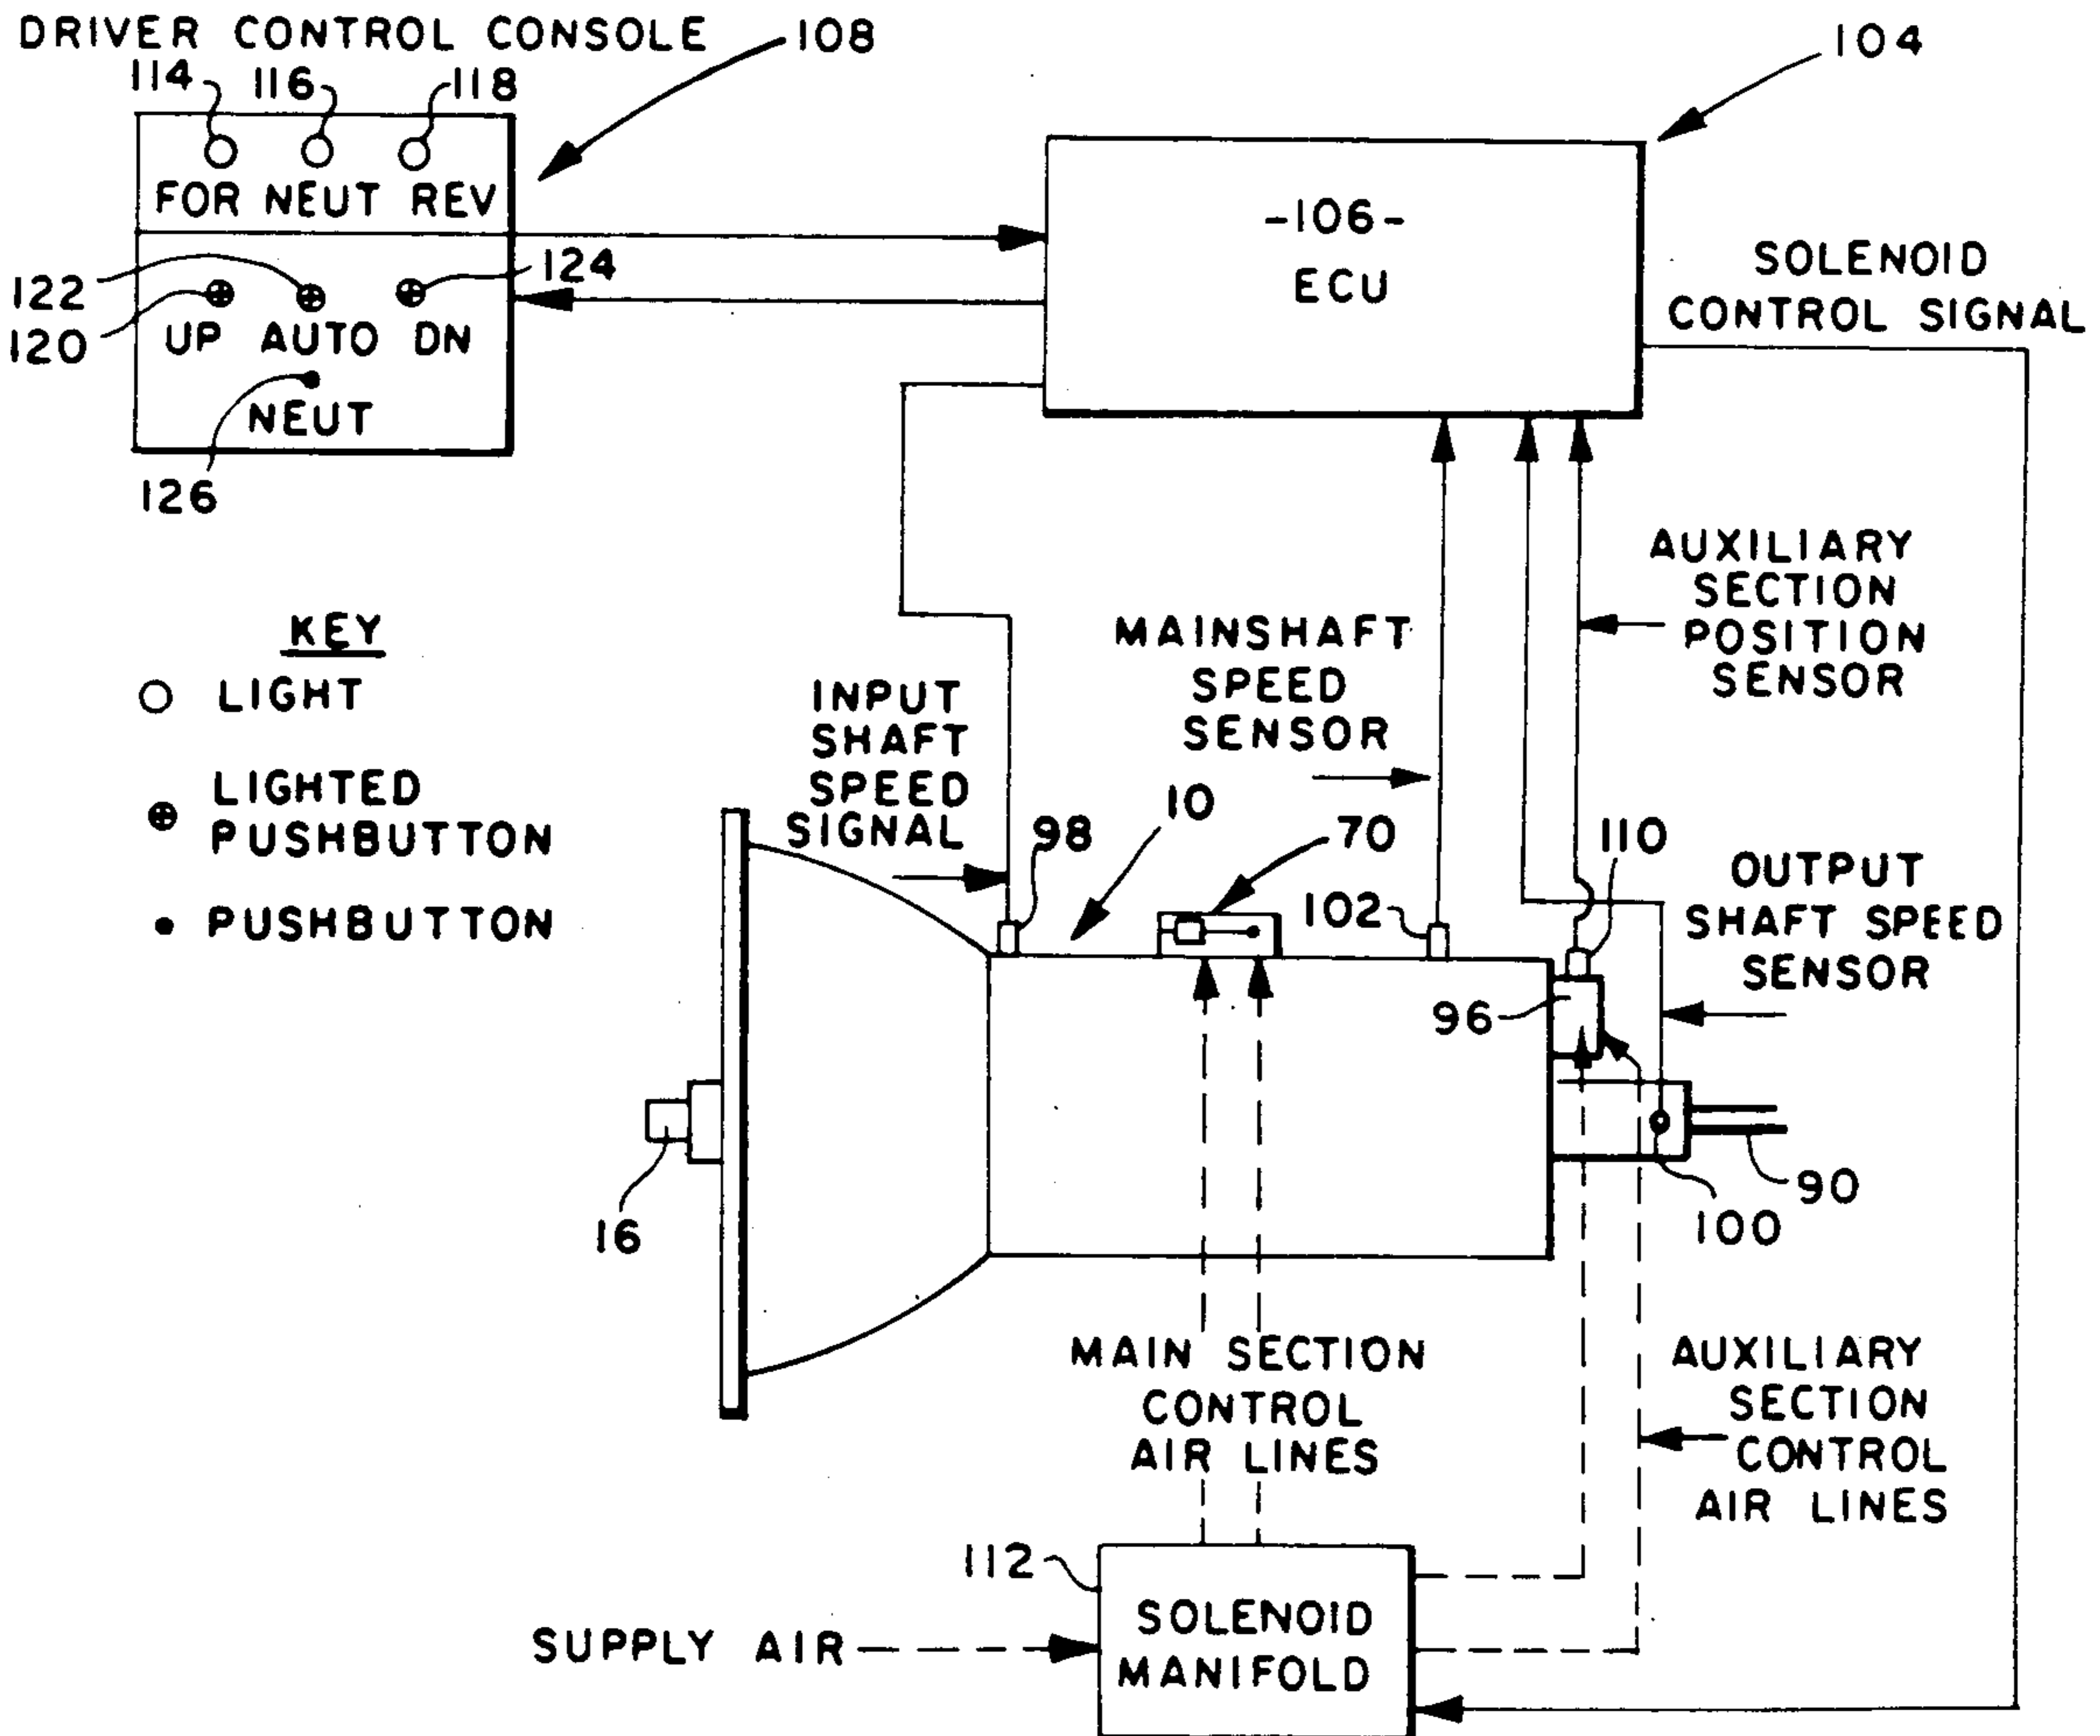 DRIVER CONTROL CONSOLE
108
104
114
116
118
FOR NEUT REV
122
120
124
UP AUTO DN
NEUT
126
-106-
ECU
SOLENOID
CONTROL SIGNAL
KEY
LIGHT
LIGHTED
PUSHBUTTON
PUSHBUTTON
INPUT
SHAFT
SPEED
SIGNAL
MAINSHAFT
SPEED
SENSOR
AUXILIARY
SECTION
POSITION
SENSOR
98
10
70
102
110
OUTPUT
SHAFT SPEED
SENSOR
96
16
90
100
MAIN SECTION
CONTROL
AIR LINES
AUXILIARY
SECTION
CONTROL
AIR LINES
112
SOLENOID
MANIFOLD
SUPPLY AIR